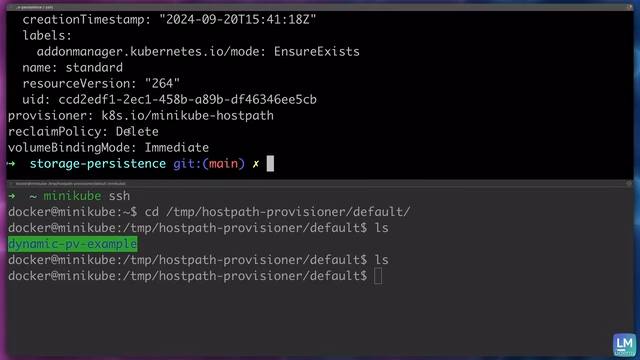 creationTimestamp: "2024-09-20T15:41:18Z"
labels:
addonmanager.kubernetes.io/mode: EnsureExists
name: standard
resourceVersion: "264"
uid: ccd2edf1-2ec1-458b-a89b-df46346ee5cb
provisioner: k8s.io/minikube-hostpath
reclaimPolicy: Delete
volumeBindingMode: Immediate
→ storage-persistence git:(main) ✗
→ ~ minikube ssh
docker@minikube:~$ cd /tmp/hostpath-provisioner/default/
docker@minikube:/tmp/hostpath-provisioner/default$ ls
dynamic-pv-example
docker@minikube:/tmp/hostpath-provisioner/default$ ls
docker@minikube:/tmp/hostpath-provisioner/default$
LM